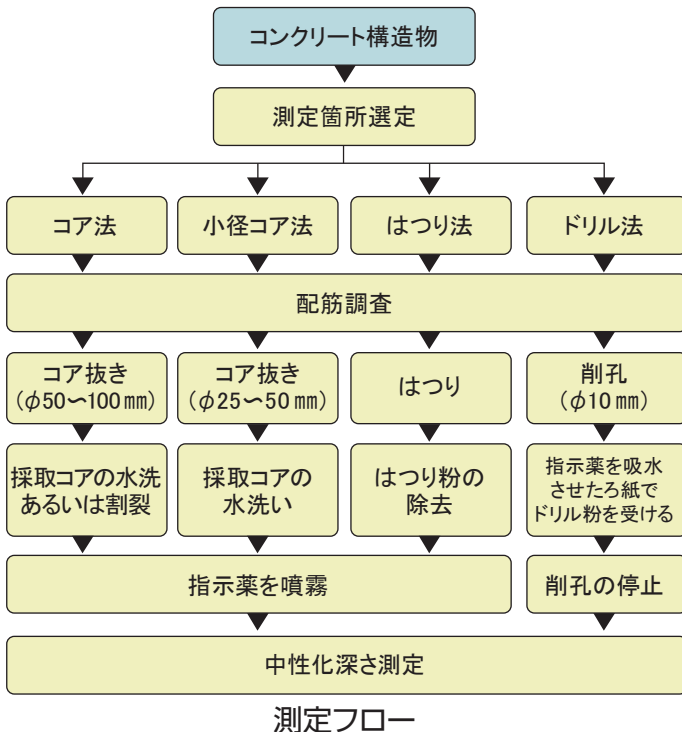 コンクリート構造物
測定箇所選定
コア法
小径コア法
はつり法
ドリル法
配筋調査
コア抜き
(φ50〜100㎜)
コア抜き
(φ25〜50㎜)
はつり
削孔
(φ10㎜)
採取コアの水洗
あるいは割裂
採取コアの
水洗い
はつり粉の
除去
指示薬を吸水
させたろ紙で
ドリル粉を受ける
指示薬を噴霧
削孔の停止
中性化深さ測定
測定フロー